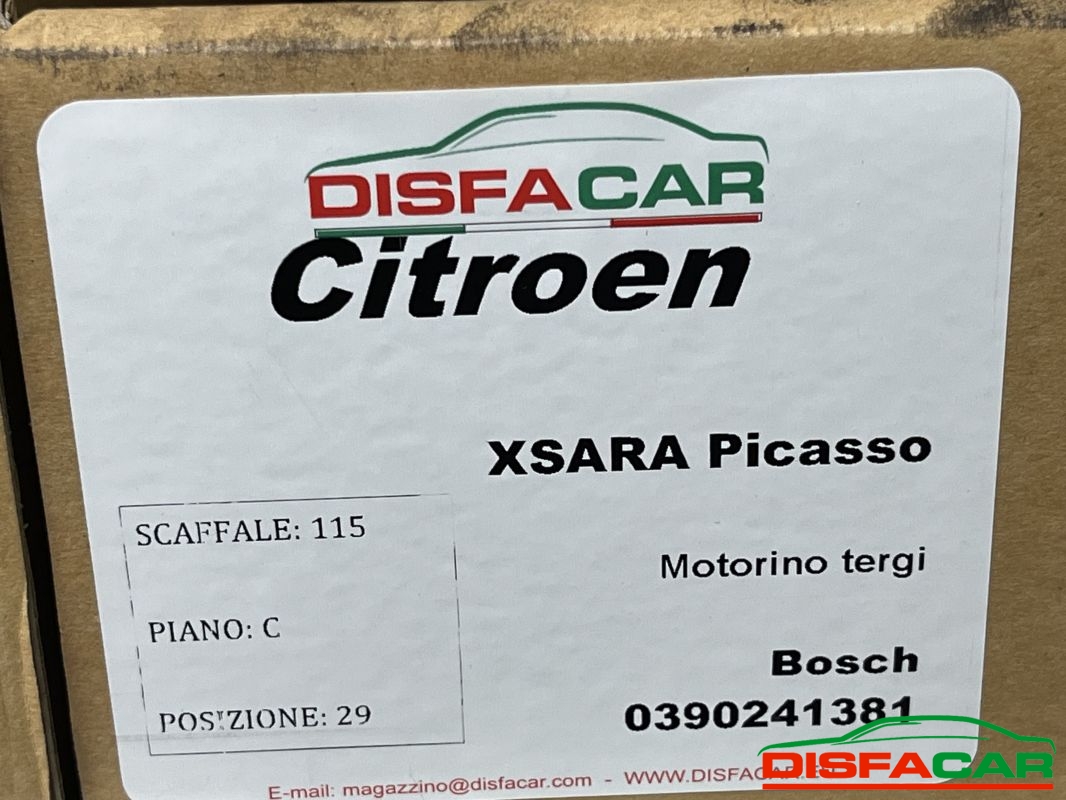 DISFACAR
Citroen
XSARA Picasso
SCAFFALE: 115
Motorino tergi
PIANO: C
Bosch
POSIZIONE: 29
0390241381
E-mail: magazzino@disfacar.com - WWW.DISFACAR
DISFACAR